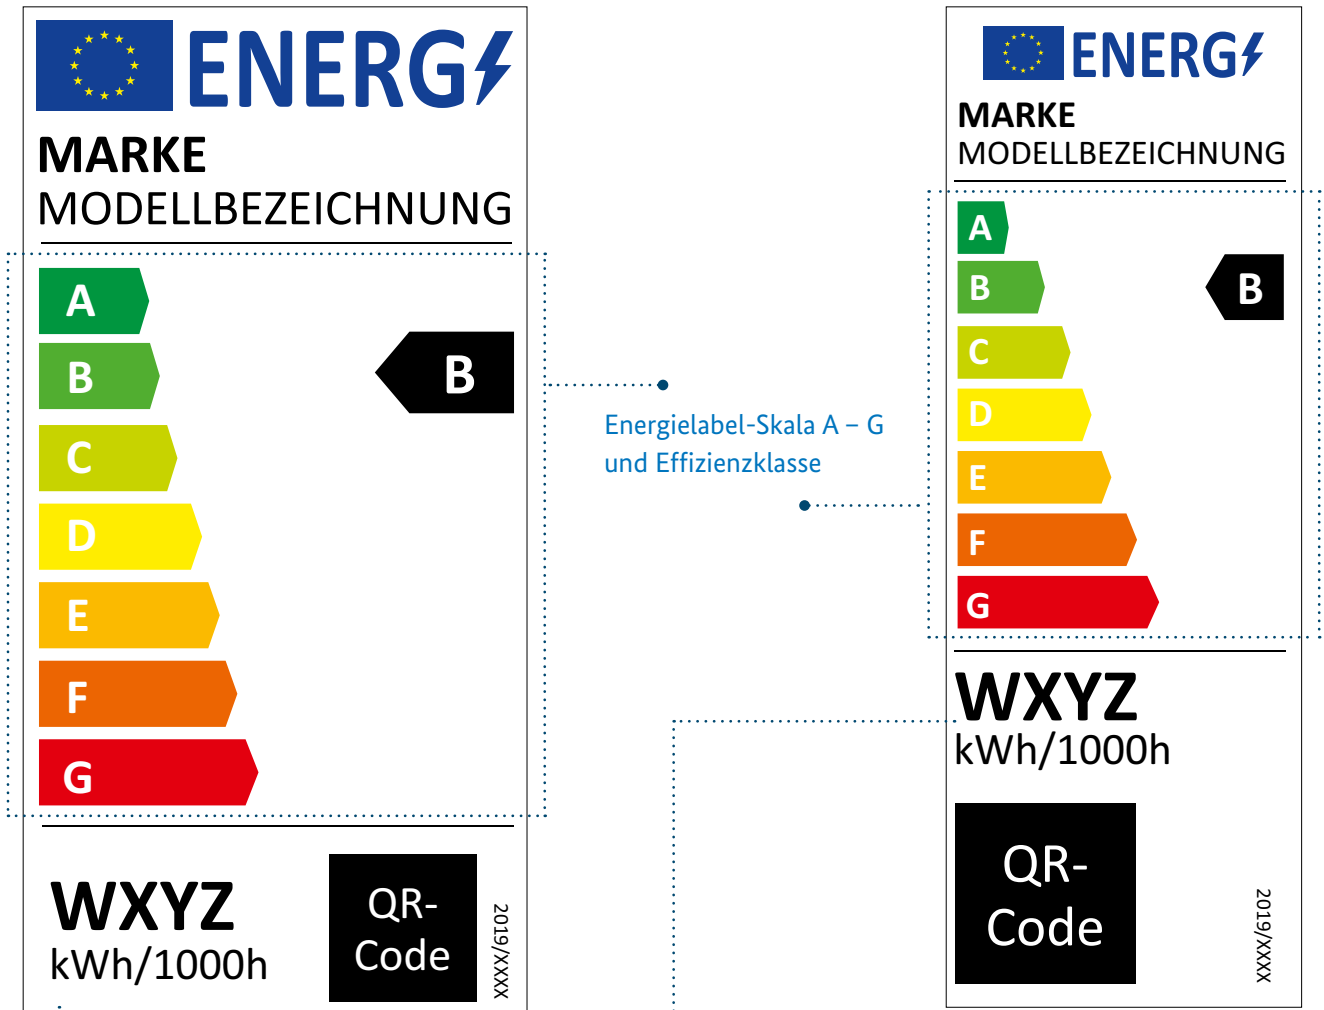 ENERG
MARKE
MODELLBEZEICHNUNG
A
B
B
C
D
E
F
G
WXYZ
kWh/1000h
QR-
Code
2019/XXXX
Energielabel-Skala A – G
und Effizienzklasse
ENERG
MARKE
MODELLBEZEICHNUNG
A
B
B
C
D
E
F
G
WXYZ
kWh/1000h
QR-
Code
2019/XXXX